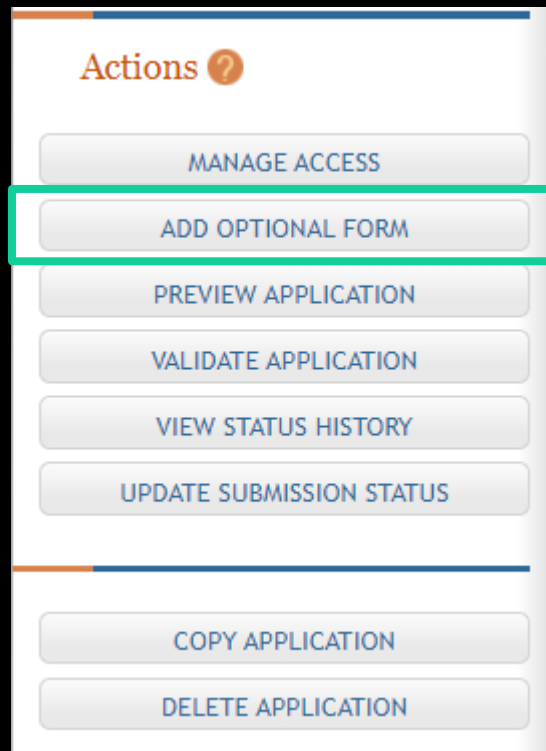 Actions ?
MANAGE ACCESS
ADD OPTIONAL FORM
PREVIEW APPLICATION
VALIDATE APPLICATION
VIEW STATUS HISTORY
UPDATE SUBMISSION STATUS
COPY APPLICATION
DELETE APPLICATION